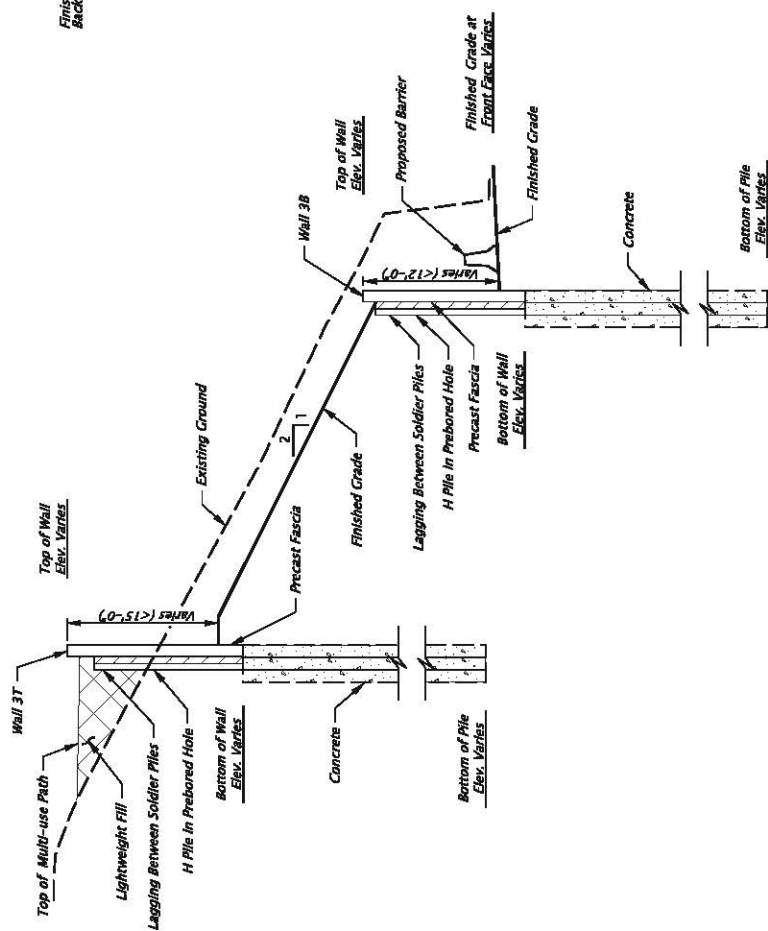 Finis
Back
Top of Wall
Elev. Varies
Wall 3T
Top of Multi-use Path
Lightweight Fill
Lagging Between Soldier Piles
H Pile in Prebored Hole
Bottom of Wall
Elev. Varies
Concrete
Bottom of Pile
Elev. Varies
Varies (<15'-0")
Precast Fascia
Existing Ground
2
1
Finished Grade
Top of Wall
Elev. Varies
Wall 3B
Varies (<12'-0")
Proposed Barrier
Finished Grade at
Front Face Varies
Finished Grade
Lagging Between Soldier Piles
H Pile in Prebored Hole
Precast Fascia
Bottom of Wall
Elev. Varies
Concrete
Bottom of Pile
Elev. Varies